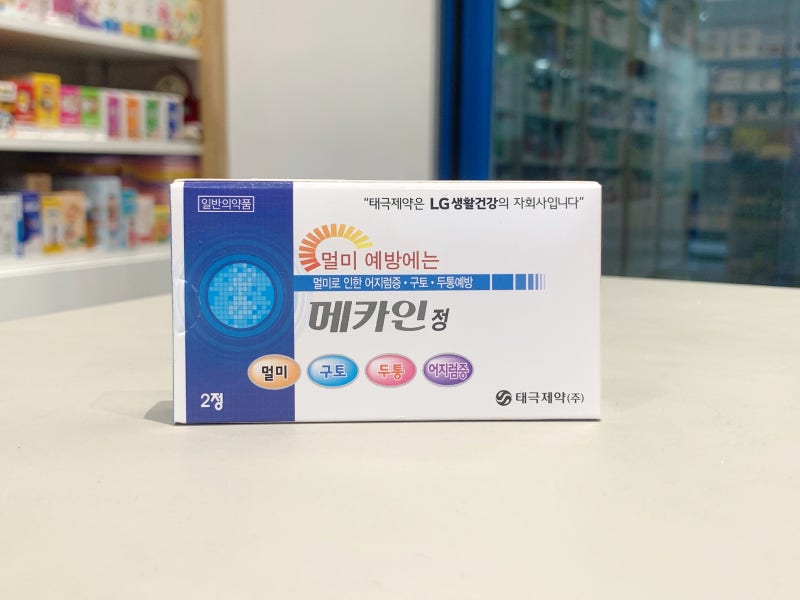 일반의약품
"태극제약은 LG생활건강의 자회사입니다"
멀미 예방에는
멀미로 인한 어지럼증·구토·두통예방
메카인 정
멀미 구토 두통 어지럼증
2정
태극제약(주)